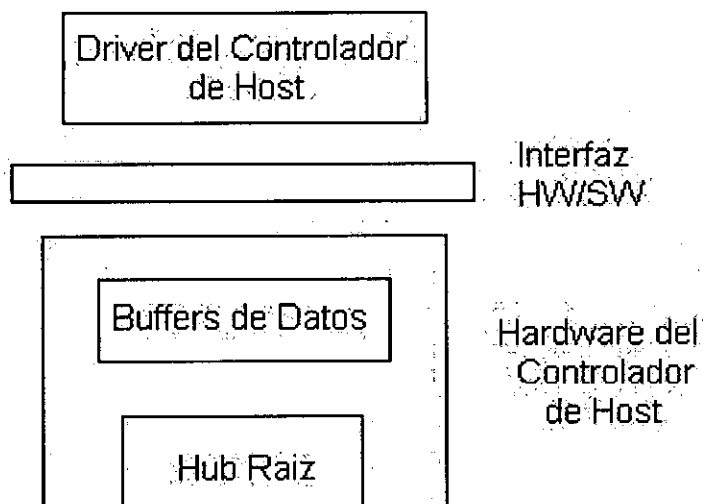 Driver del Controlador
de Host
Interfaz
HW/SW
Buffers de Datos
Hardware del
Controlador
de Host
Hub Raiz